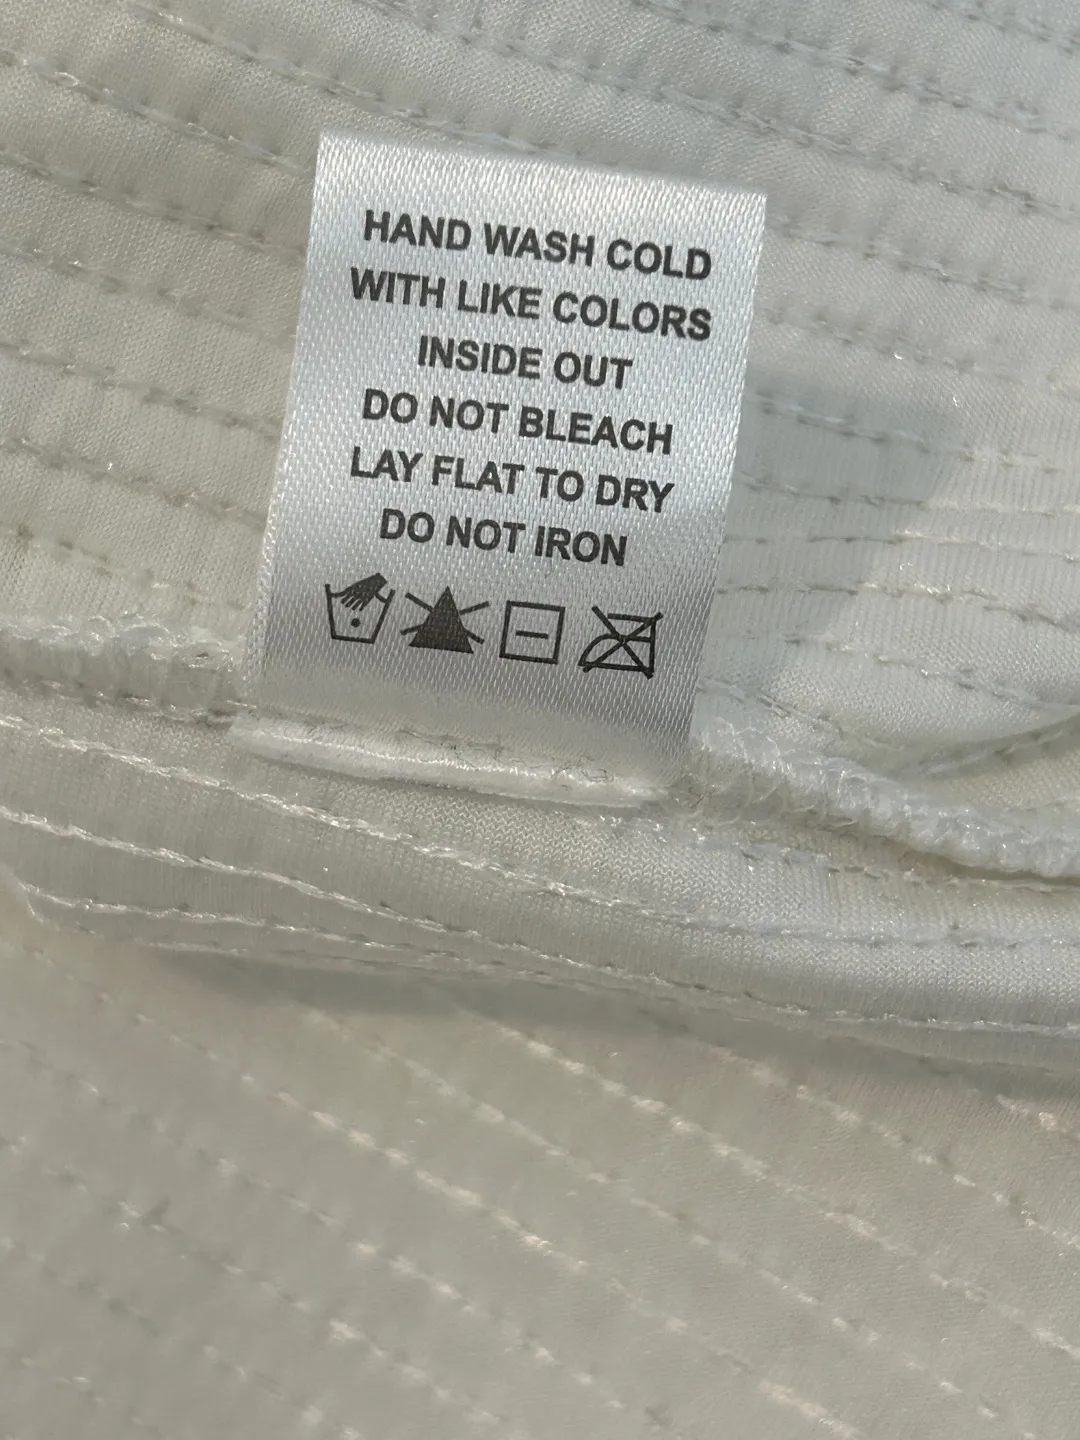 HAND WASH COLD
WITH LIKE COLORS
INSIDE OUT
DO NOT BLEACH
LAY FLAT TO DRY
DO NOT IRON